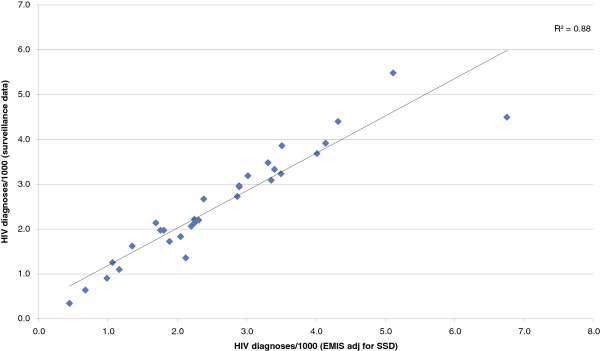 7.0
R² = 0.88
6.0
5.0
4.0
3.0
2.0
1.0
0.0
HIV diagnoses/1000 (surveillance data)
0.0 1.0 2.0 3.0 4.0 5.0 6.0 7.0 8.0
HIV diagnoses/1000 (EMIS adj for SSD)